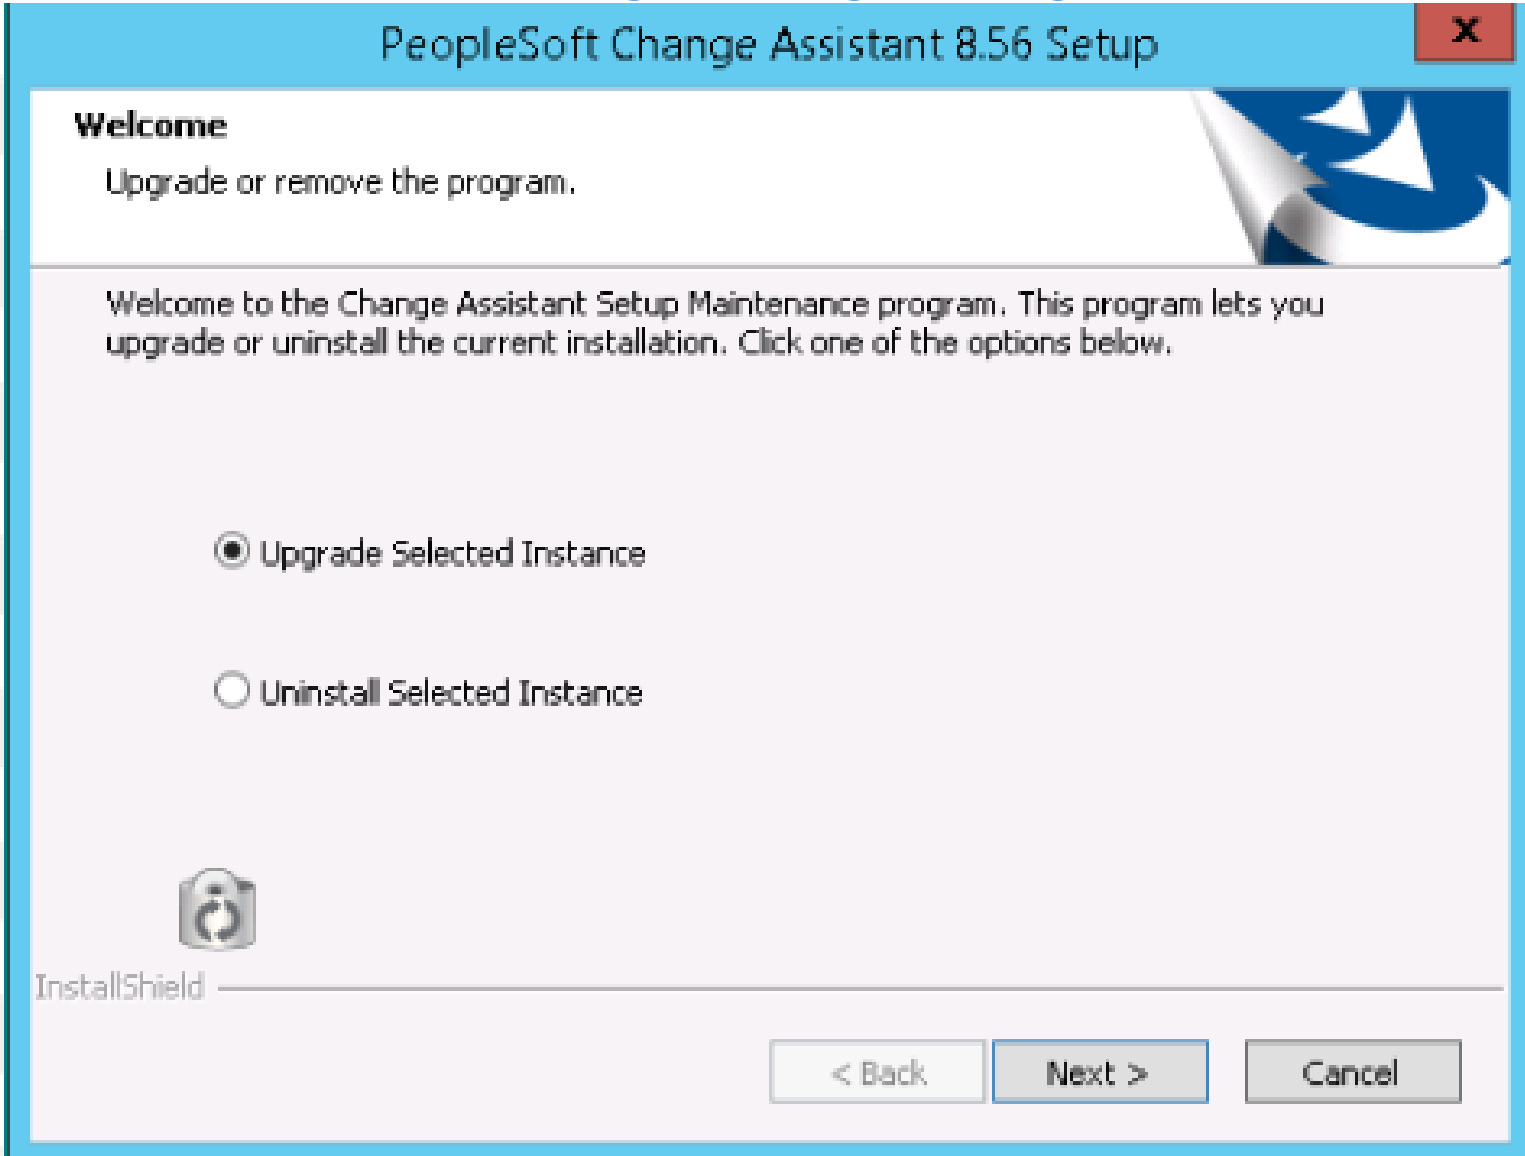 PeopleSoft Change Assistant 8.56 Setup
x
Welcome
Upgrade or remove the program.
Welcome to the Change Assistant Setup Maintenance program. This program lets you
upgrade or uninstall the current installation. Click one of the options below.
Upgrade Selected Instance
Uninstall Selected Instance
InstallShield
< Back
Next >
Cancel